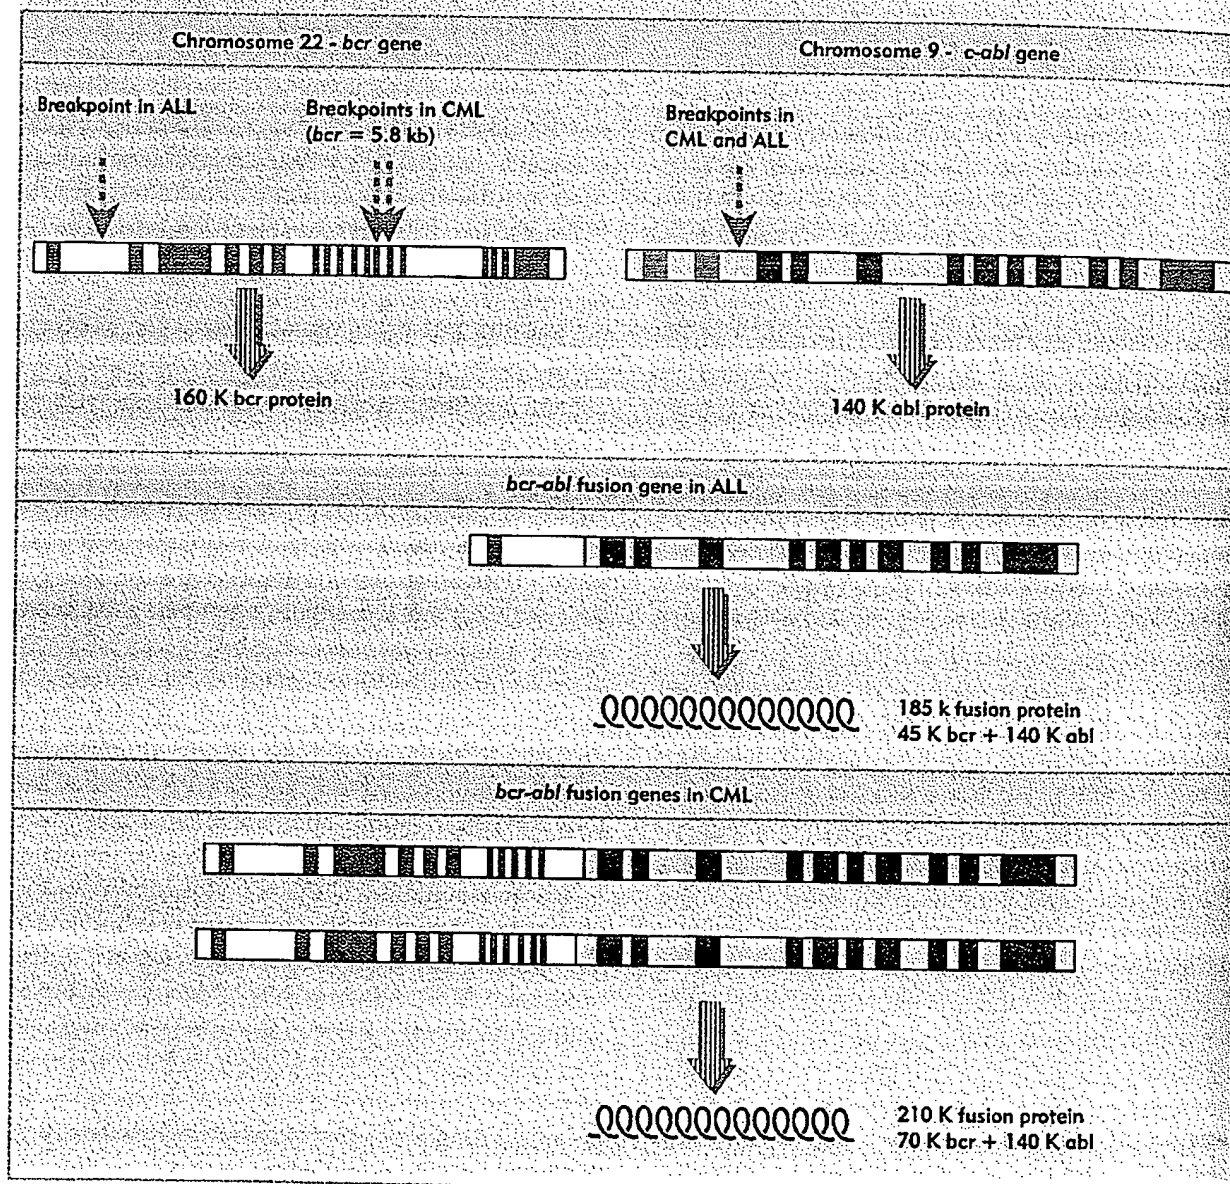 Chromosome 22 - bcr gene
Chromosome 9 - c-abl gene
Breakpoint in ALL
Breakpoints in CML
(bcr = 5.8 kb)
Breakpoints in
CML and ALL
160 K bcr protein
140 K abl protein
bcr-abl fusion gene in ALL
185 k fusion protein
45 K bcr + 140 K abl
bcr-abl fusion genes in CML
210 K fusion protein
70 K bcr + 140 K abl